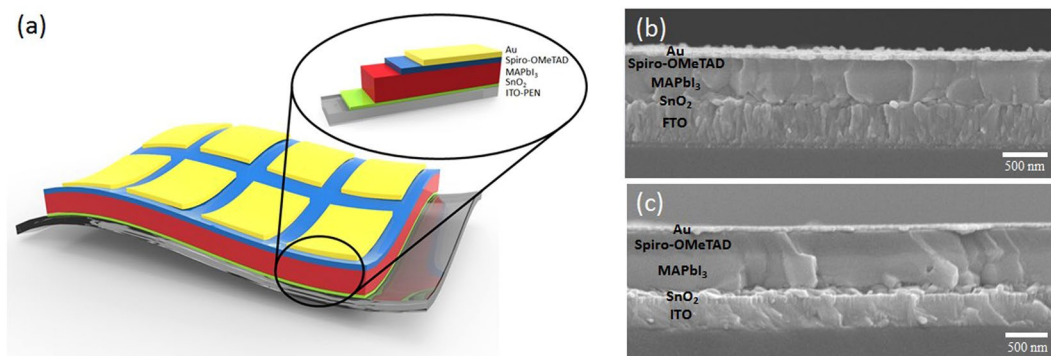 (a)
Au
Spiro-OMeTAD
MAPbI₃
SnO₂
ITO-PEN
(b)
Au
Spiro-OMeTAD
MAPbI₃
SnO₂
FTO
500 nm
(c)
Au
Spiro-OMeTAD
MAPbI₃
SnO₂
ITO
500 nm